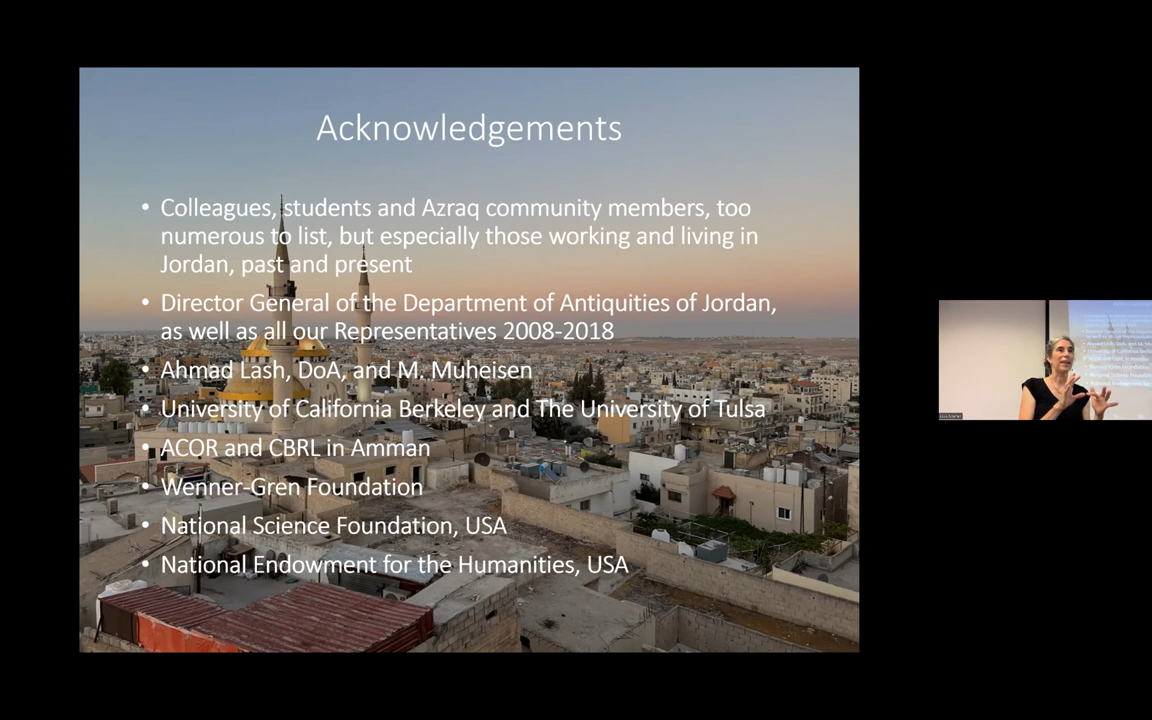 Acknowledgements
• Colleagues, students and Azraq community members, too
numerous to list, but especially those working and living in
Jordan, past and present
• Director General of the Department of Antiquities of Jordan,
as well as all our Representatives 2008-2018
• Ahmad Lash, DoA, and M. Muheisen
• University of California Berkeley and The University of Tulsa
• ACOR and CBRL in Amman
• Wenner-Gren Foundation
• National Science Foundation, USA
• National Endowment for the Humanities, USA